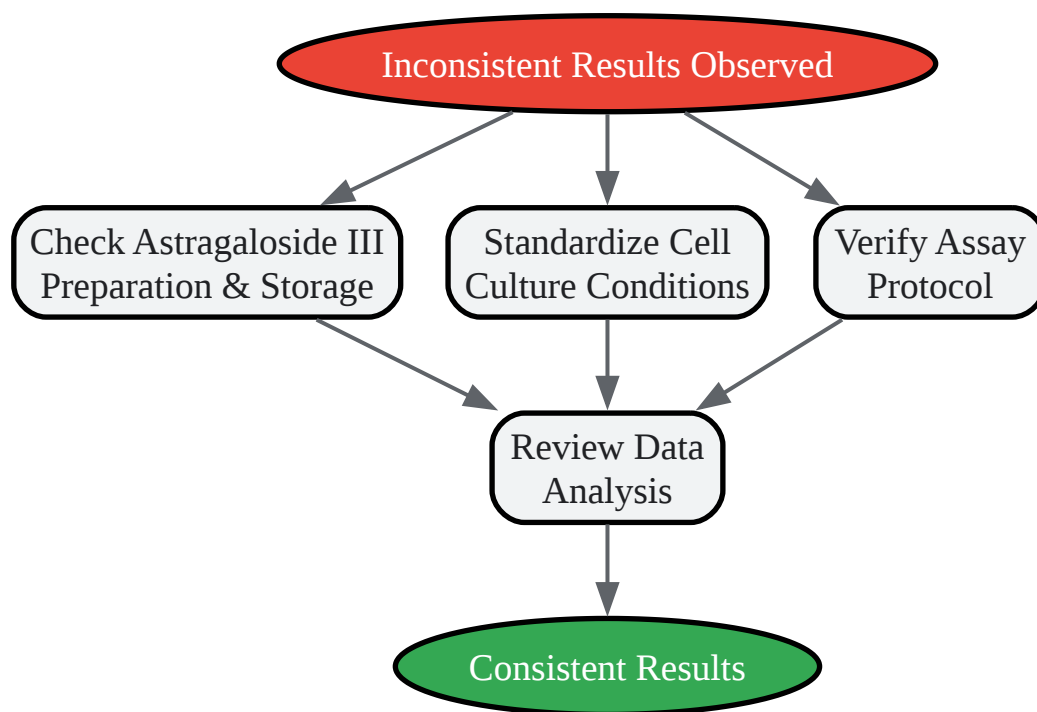 Inconsistent Results Observed
Check Astragaloside III
Preparation & Storage
Standardize Cell
Culture Conditions
Verify Assay
Protocol
Review Data
Analysis
Consistent Results